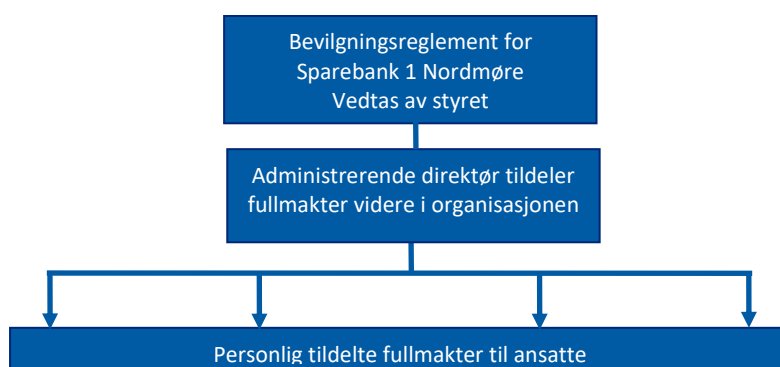 Bevilgningsreglement for
Sparebank 1 Nordmøre
Vedtas av styret
Administrerende direktør tildeler
fullmakter videre i organisasjonen
Personlig tildelte fullmakter til ansatte